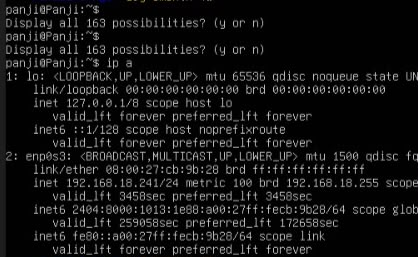 panji@Panji:~$
Display all 163 possibilities? (y or n)
panji@Panji:~$
Display all 163 possibilities? (y or n)
panji@Panji:~$ ip a
1: lo: <LOOPBACK,UP,LOWER_UP> mtu 65536 qdisc noqueue state UN
link/loopback 00:00:00:00:00:00 brd 00:00:00:00:00:00
inet 127.0.0.1/8 scope host lo
valid_lft forever preferred_lft forever
inet6 ::1/128 scope host noprefixroute
valid_lft forever preferred_lft forever
2: enp0s3: <BROADCAST,MULTICAST,UP,LOWER_UP> mtu 1500 qdisc fq
link/ether 08:00:27:cb:9b:28 brd ff:ff:ff:ff:ff:ff
inet 192.168.18.241/24 metric 100 brd 192.168.18.255 scope
valid_lft 3458sec preferred_lft 3458sec
inet6 2404:8000:1013:1e88:a00:27ff:fecb:9b28/64 scope glob
valid_lft 259058sec preferred_lft 172658sec
inet6 fe80::a00:27ff:fecb:9b28/64 scope link
valid_lft forever preferred_lft forever